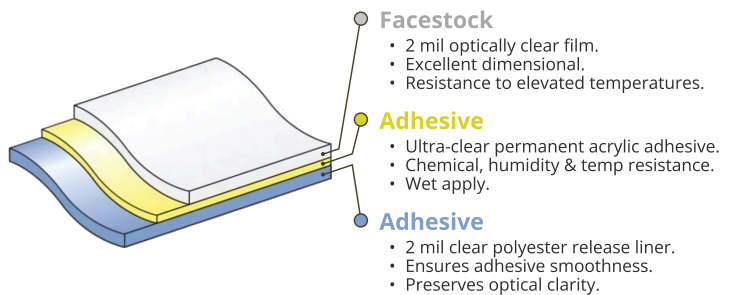 Facestock
• 2 mil optically clear film.
• Excellent dimensional.
• Resistance to elevated temperatures.
Adhesive
• Ultra-clear permanent acrylic adhesive.
• Chemical, humidity & temp resistance.
• Wet apply.
Adhesive
• 2 mil clear polyester release liner.
• Ensures adhesive smoothness.
• Preserves optical clarity.